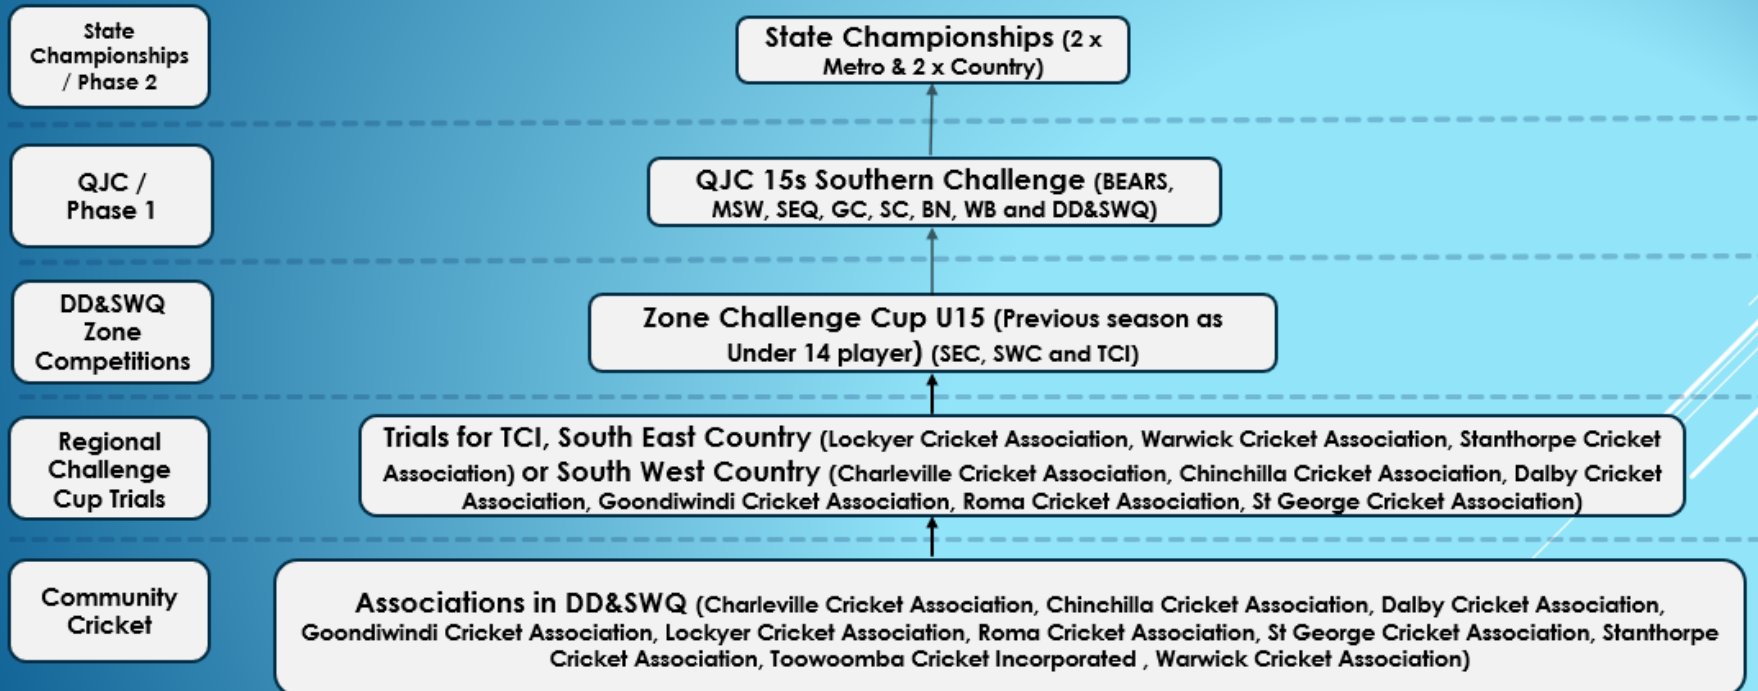 State
Championships
/ Phase 2
State Championships (2 x
Metro & 2 x Country)
QJC /
Phase 1
QJC 15s Southern Challenge (BEARS,
MSW, SEQ, GC, SC, BN, WB and DD&SWQ)
DD&SWQ
Zone
Competitions
Zone Challenge Cup U15 (Previous season as
Under 14 player) (SEC, SWC and TCI)
Regional
Challenge
Cup Trials
Trials for TCI, South East Country (Lockyer Cricket Association, Warwick Cricket Association, Stanthorpe Cricket
Association) or South West Country (Charleville Cricket Association, Chinchilla Cricket Association, Dalby Cricket
Association, Goondiwindi Cricket Association, Roma Cricket Association, St George Cricket Association)
Community
Cricket
Associations in DD&SWQ (Charleville Cricket Association, Chinchilla Cricket Association, Dalby Cricket Association,
Goondiwindi Cricket Association, Lockyer Cricket Association, Roma Cricket Association, St George Cricket Association, Stanthorpe
Cricket Association, Toowoomba Cricket Incorporated , Warwick Cricket Association)